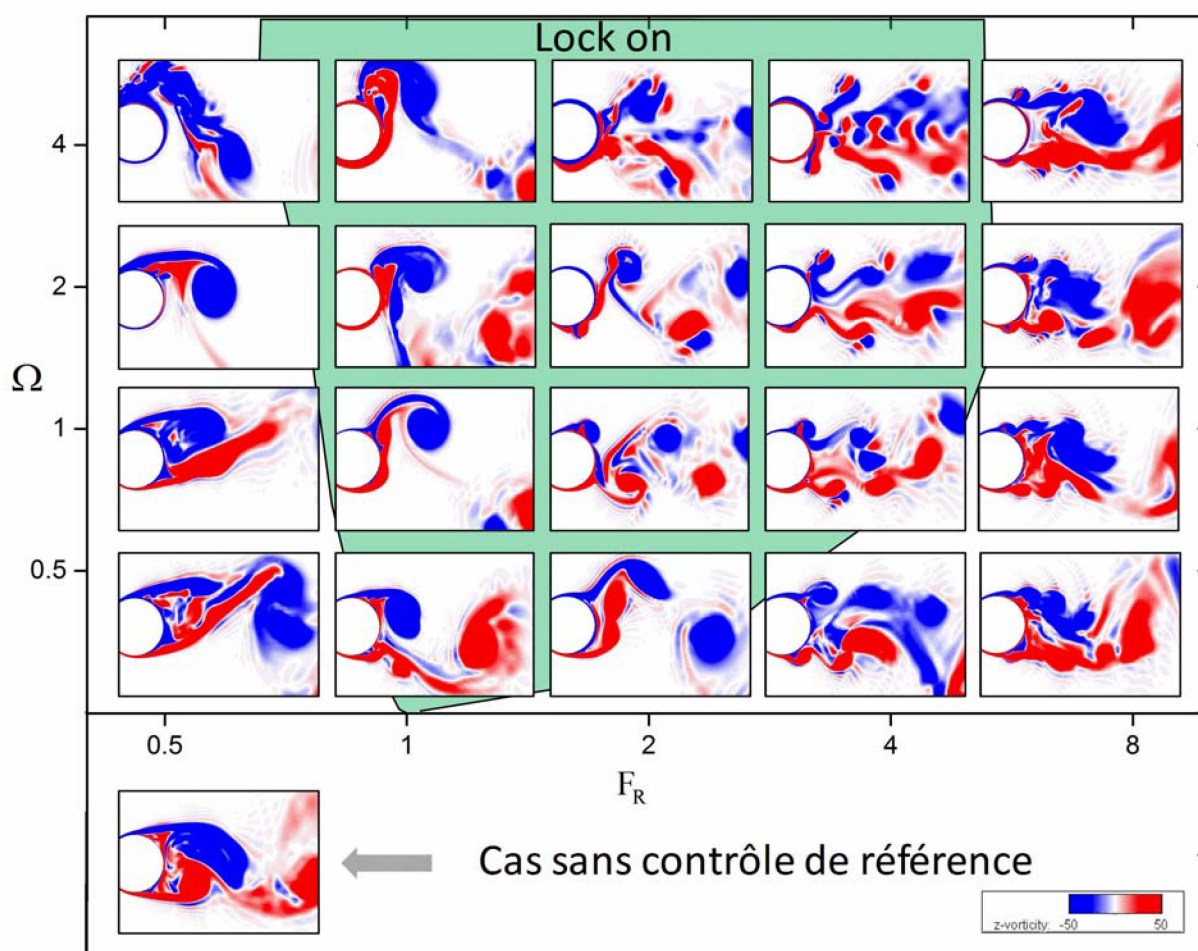 Lock on
4
2
1
0.5
Ω
0.5 1 2 4 8
F_R
Cas sans contrôle de référence
z-vorticity: -50 50